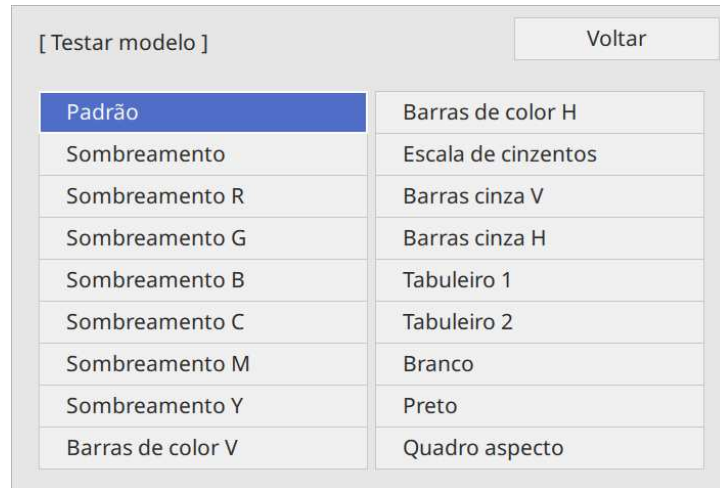 [ Testar modelo ]
Voltar
Padrão
Sombreamento
Sombreamento R
Sombreamento G
Sombreamento B
Sombreamento C
Sombreamento M
Sombreamento Y
Barras de color V
Barras de color H
Escala de cinzentos
Barras cinza V
Barras cinza H
Tabuleiro 1
Tabuleiro 2
Branco
Preto
Quadro aspecto